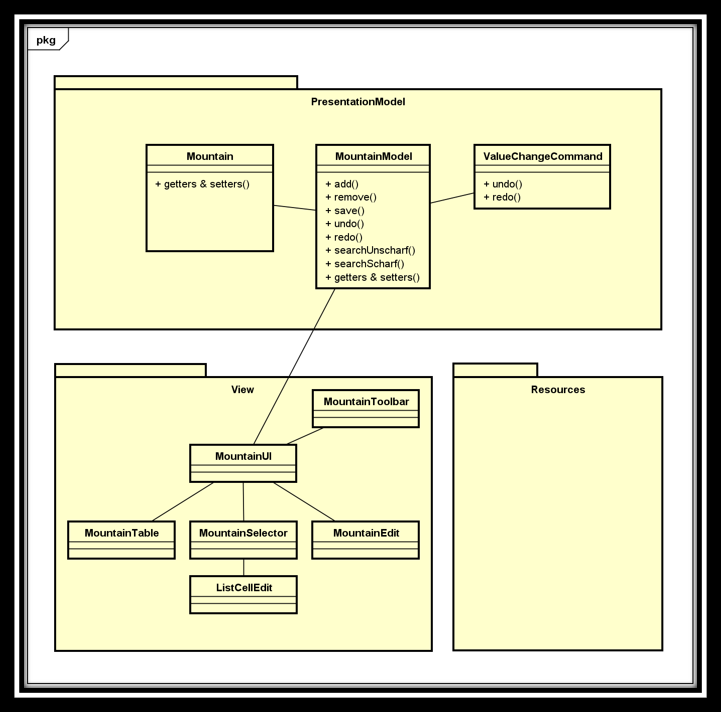 pkg
PresentationModel
Mountain
+ getters & setters()
MountainModel
+ add()
+ remove()
+ save()
+ undo()
+ redo()
+ searchUnscharf()
+ searchScharf()
+ getters & setters()
ValueChangeCommand
+ undo()
+ redo()
View
MountainToolbar
MountainUI
MountainTable
MountainSelector
MountainEdit
ListCellEdit
Resources